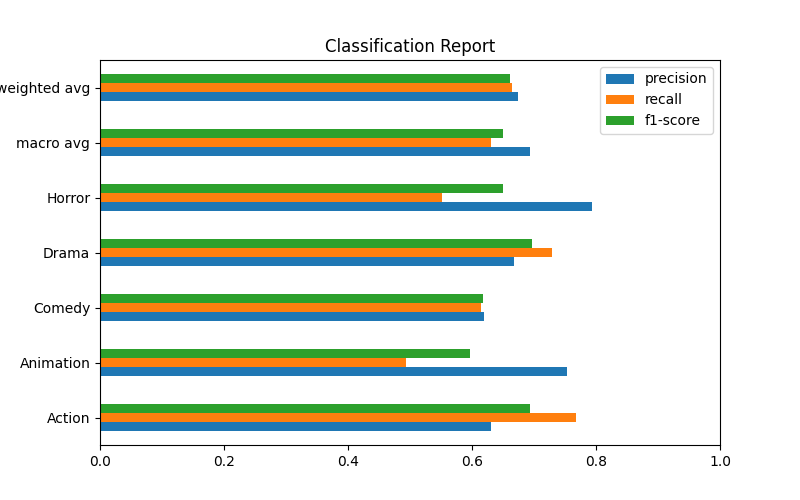 Classification Report
precision
recall
f1-score
weighted avg
macro avg
Horror
Drama
Comedy
Animation
Action
0.0 0.2 0.4 0.6 0.8 1.0